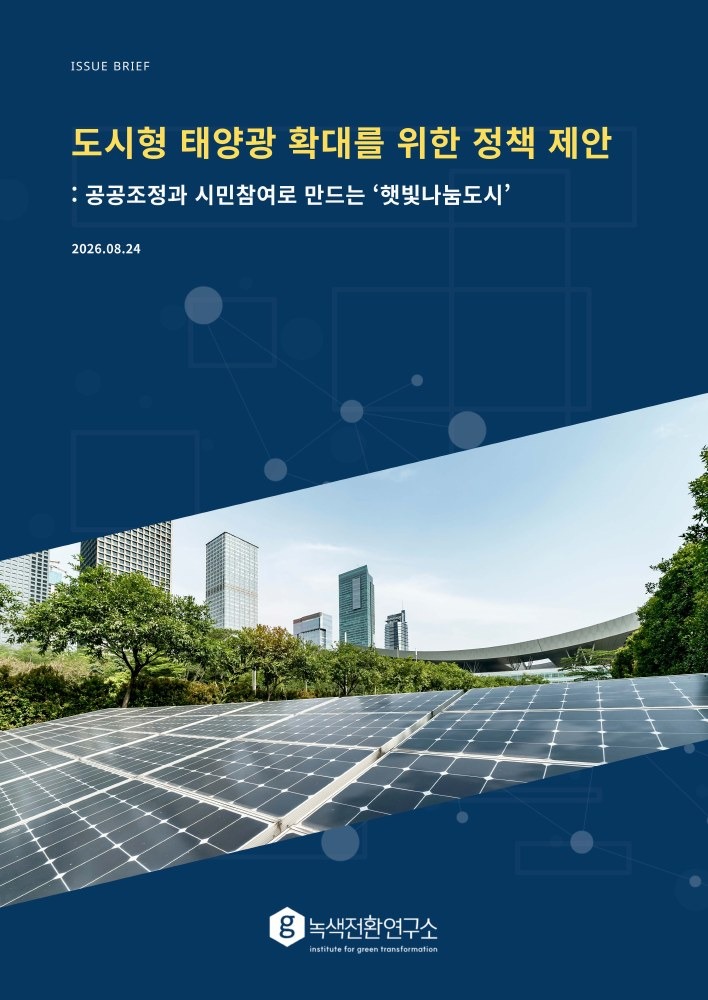 ISSUE BRIEF
도시형 태양광 확대를 위한 정책 제안
: 공공조정과 시민참여로 만드는 ‘햇빛나눔도시’
2026.08.24
g 녹색전환연구소
institute for green transformation